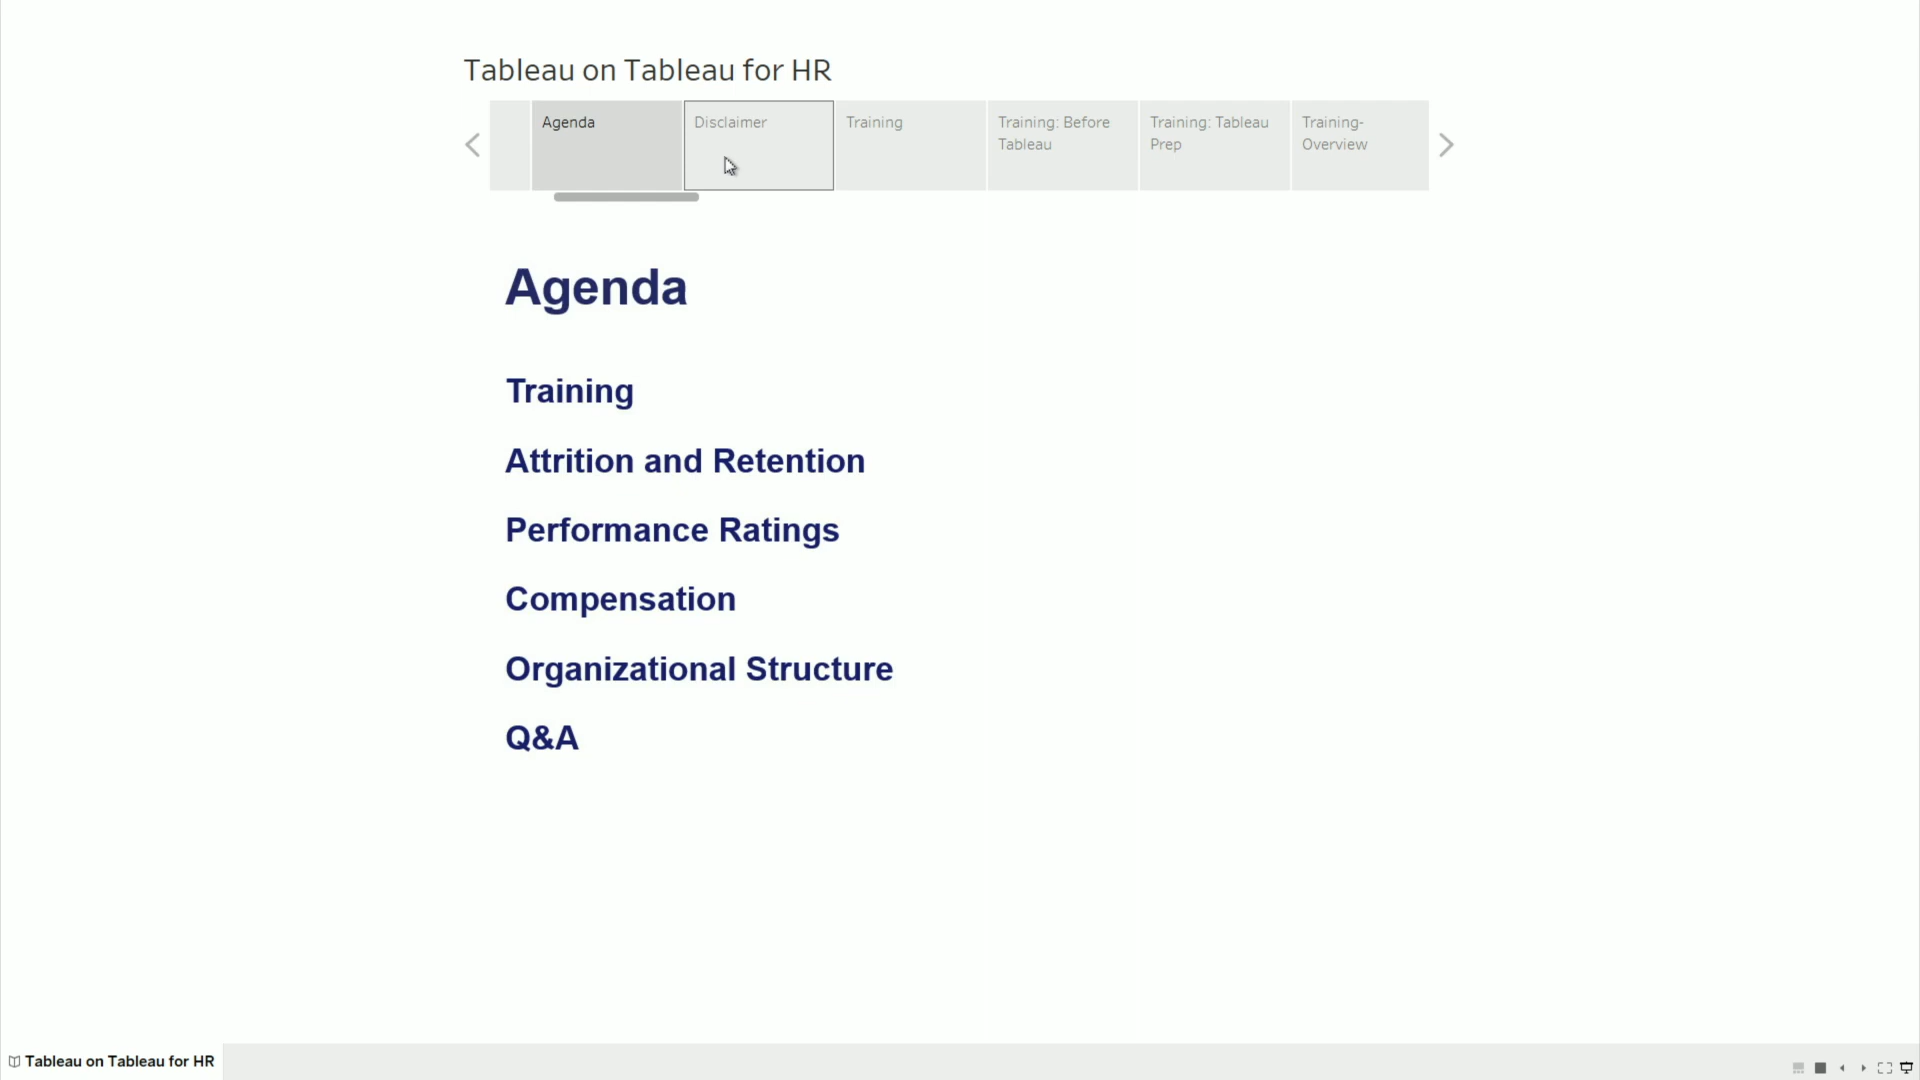 Tableau on Tableau for HR
Agenda
Disclaimer
Training
Training: Before
Tableau
Training: Tableau
Prep
Training-
Overview
Agenda
Training
Attrition and Retention
Performance Ratings
Compensation
Organizational Structure
Q&A
Tableau on Tableau for HR